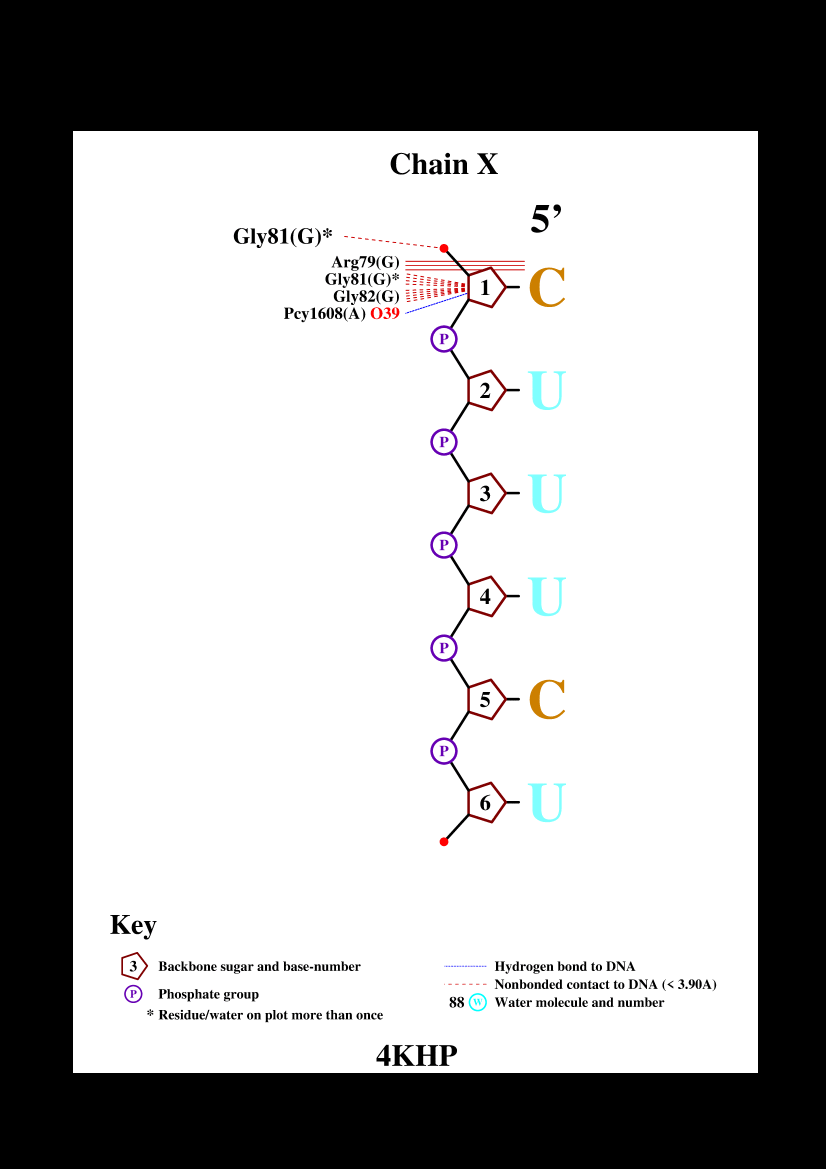 Chain X
5’
Gly81(G)*
Arg79(G)
Gly81(G)*
Gly82(G)
Pcy1608(A) O39
1 C
P
2 U
P
3 U
P
4 U
P
5 C
P
6 U
Key
3 Backbone sugar and base-number
P Phosphate group
* Residue/water on plot more than once
Hydrogen bond to DNA
Nonbonded contact to DNA (< 3.90A)
88 W Water molecule and number
4KHP